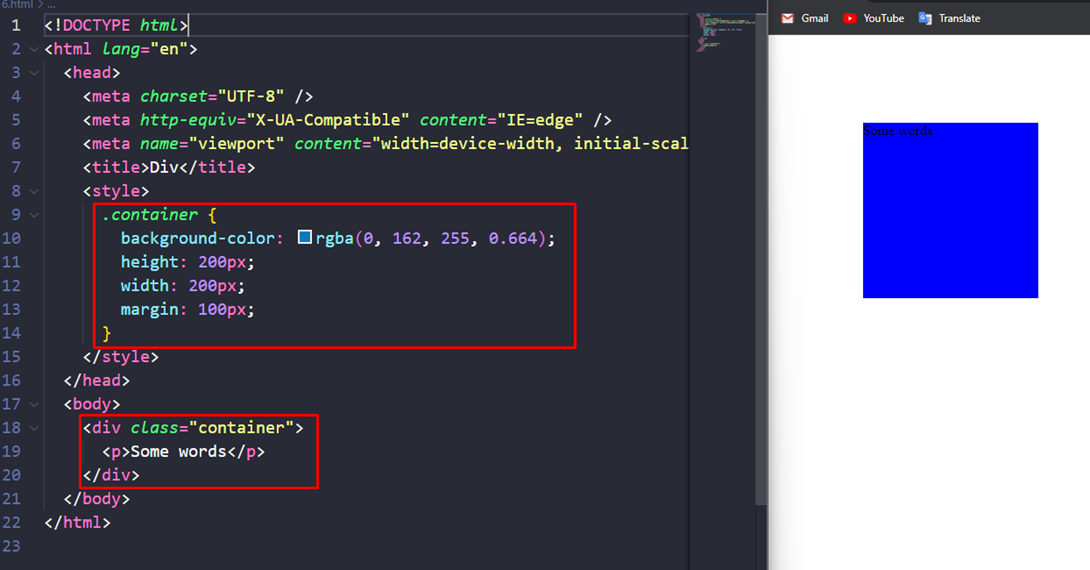 6.html > ...
1 <!DOCTYPE html>
2 <html lang="en">
3 <head>
4 <meta charset="UTF-8" />
5 <meta http-equiv="X-UA-Compatible" content="IE=edge" />
6 <meta name="viewport" content="width=device-width, initial-scal
7 <title>Div</title>
8 <style>
9 .container {
10 background-color: rgba(0, 162, 255, 0.664);
11 height: 200px;
12 width: 200px;
13 margin: 100px;
14 }
15 </style>
16 </head>
17 <body>
18 <div class="container">
19 <p>Some words</p>
20 </div>
21 </body>
22 </html>
23
Gmail YouTube Translate
Some words